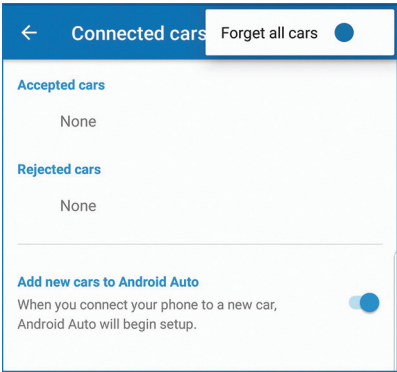 Connected cars
Forget all cars
Accepted cars
None
Rejected cars
None
Add new cars to Android Auto
When you connect your phone to a new car,
Android Auto will begin setup.